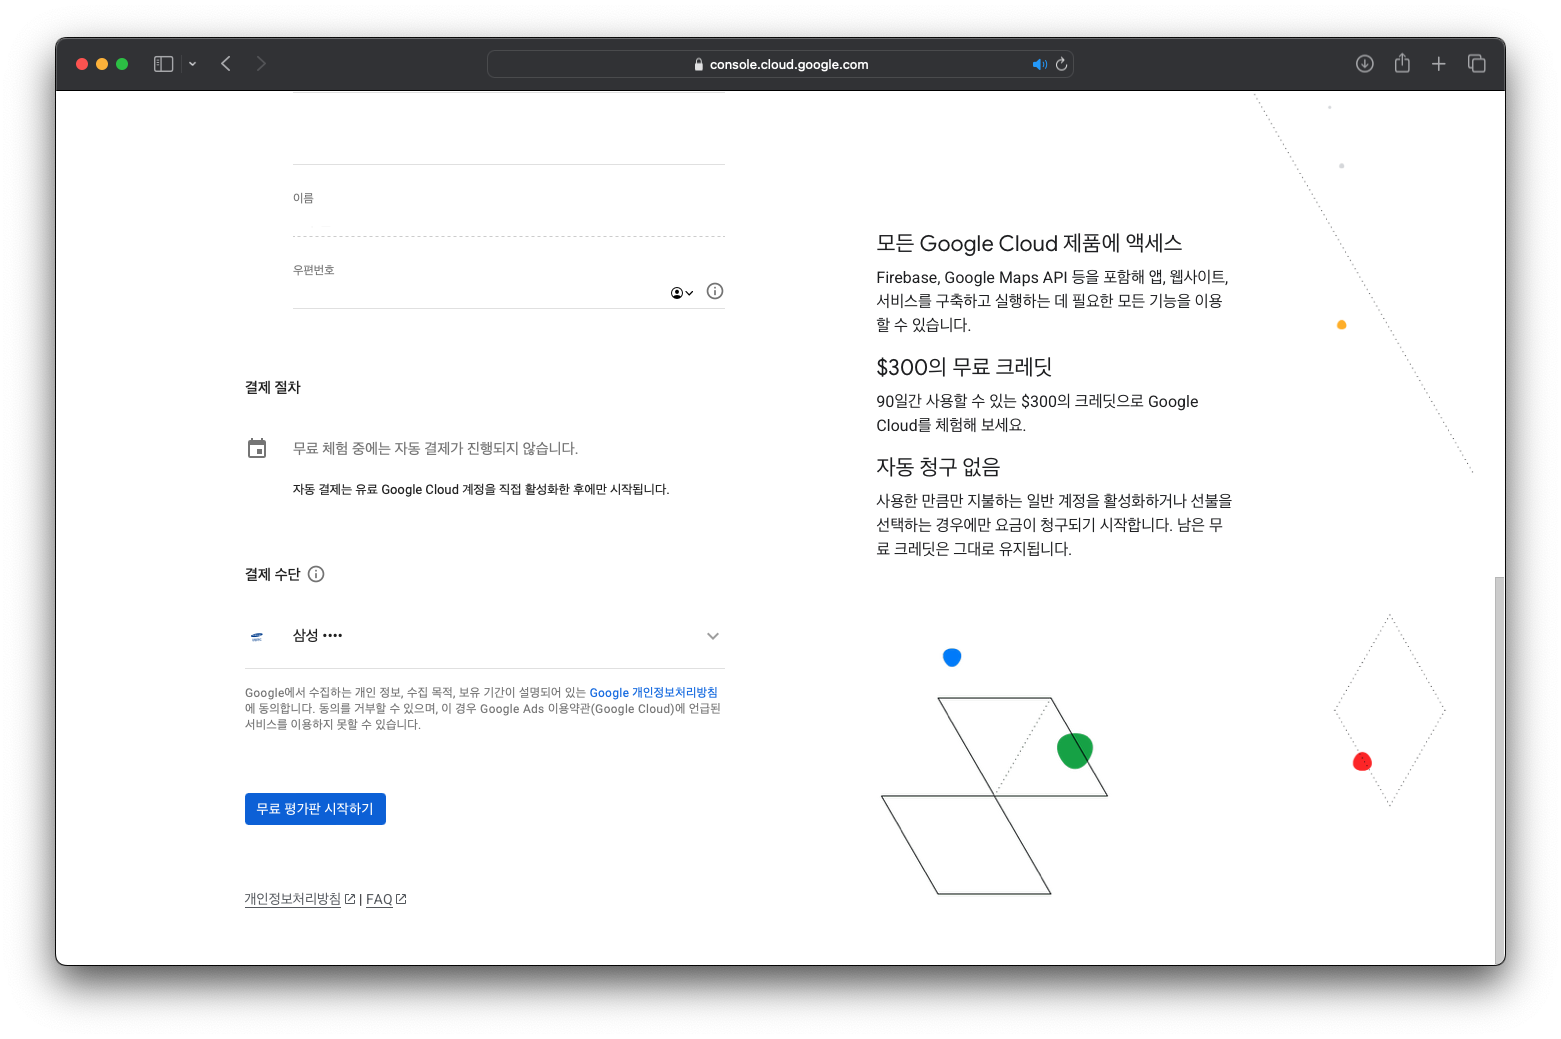 console.cloud.google.com
이름
우편번호
결제 절차
무료 체험 중에는 자동 결제가 진행되지 않습니다.
자동 결제는 유료 Google Cloud 계정을 직접 활성화한 후에만 시작됩니다.
결제 수단
삼성 ••••
Google에서 수집하는 개인 정보, 수집 목적, 보유 기간이 설명되어 있는 Google 개인정보처리방침
에 동의합니다. 동의를 거부할 수 있으며, 이 경우 Google Ads 이용약관(Google Cloud)에 언급된
서비스를 이용하지 못할 수 있습니다.
무료 평가판 시작하기
개인정보처리방침 | FAQ
모든 Google Cloud 제품에 액세스
Firebase, Google Maps API 등을 포함해 앱, 웹사이트,
서비스를 구축하고 실행하는 데 필요한 모든 기능을 이용
할 수 있습니다.
$300의 무료 크레딧
90일간 사용할 수 있는 $300의 크레딧으로 Google
Cloud를 체험해 보세요.
자동 청구 없음
사용한 만큼만 지불하는 일반 계정을 활성화하거나 선불을
선택하는 경우에만 요금이 청구되기 시작합니다. 남은 무
료 크레딧은 그대로 유지됩니다.